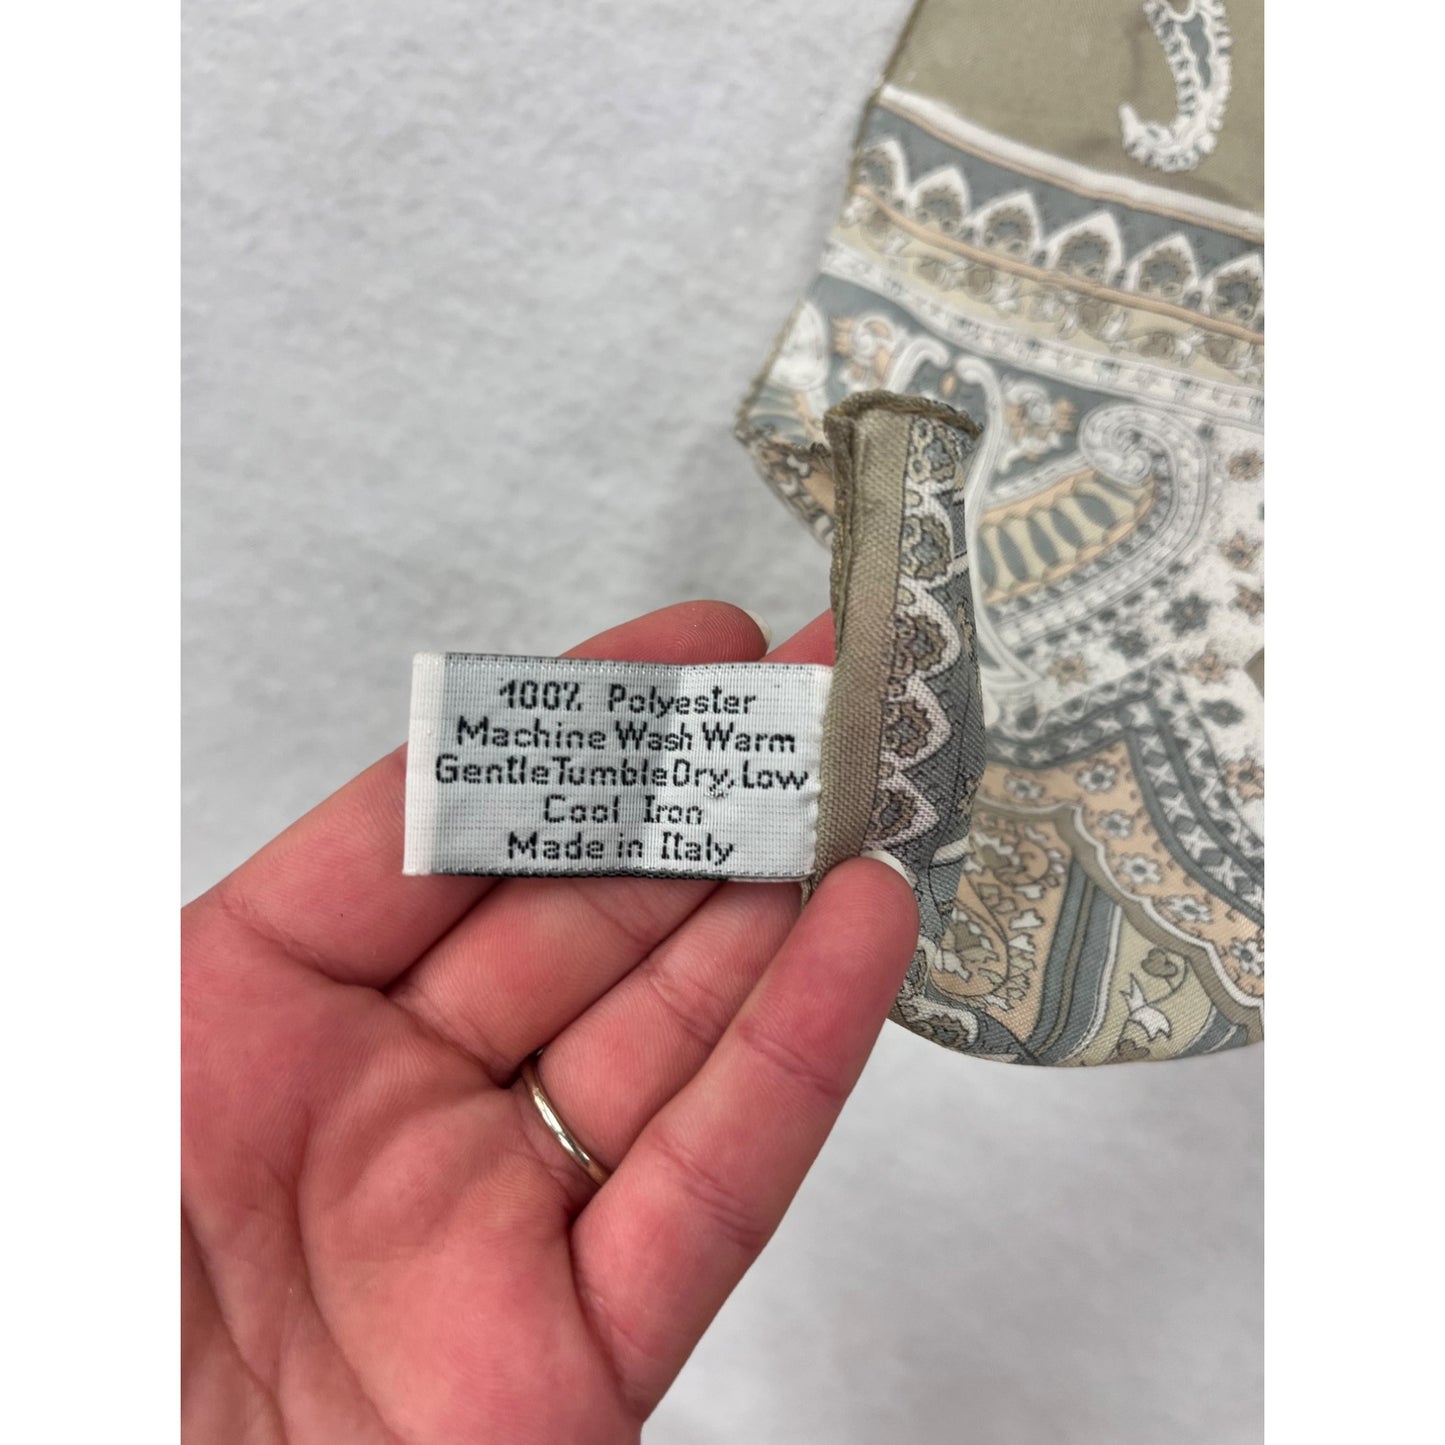 100% Polyester
Machine Wash Warm
Gentle Tumble Dry, Low
Cool Iron
Made in Italy